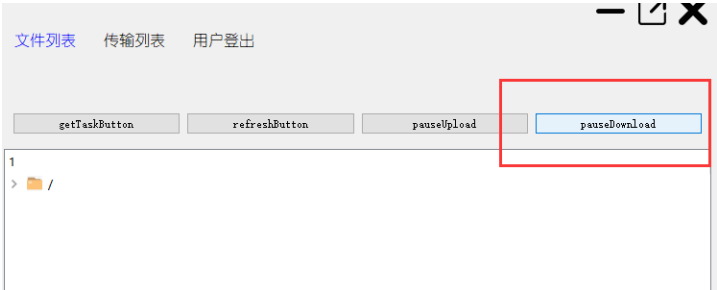 文件列表 传输列表 用户登出
getTaskButton refreshButton pauseUpload pauseDownload
1
/